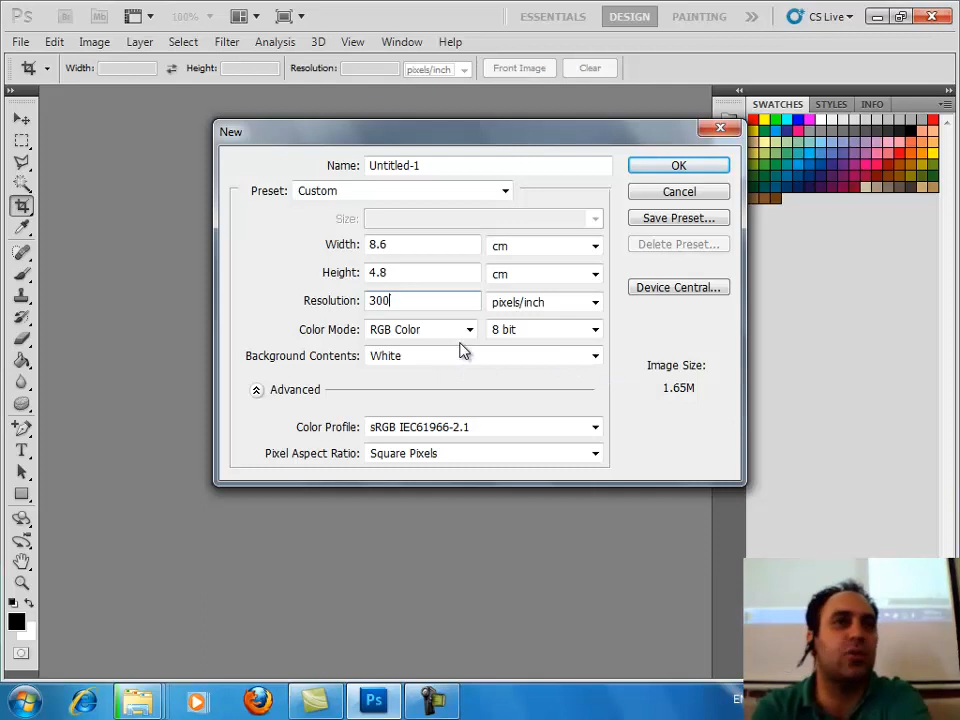 Ps Br Mb 100% ESSENTIALS DESIGN PAINTING CS Live
File Edit Image Layer Select Filter Analysis 3D View Window Help
Width: Height: Resolution: pixels/inch Front Image Clear
SWATCHES STYLES INFO
New
Name: Untitled-1 OK
Preset: Custom Cancel
Size: Save Preset...
Width: 8.6 cm Delete Preset...
Height: 4.8 cm
Resolution: 300 pixels/inch Device Central...
Color Mode: RGB Color 8 bit
Background Contents: White
Image Size:
1.65M
Advanced
Color Profile: sRGB IEC61966-2.1
Pixel Aspect Ratio: Square Pixels
T
Ps